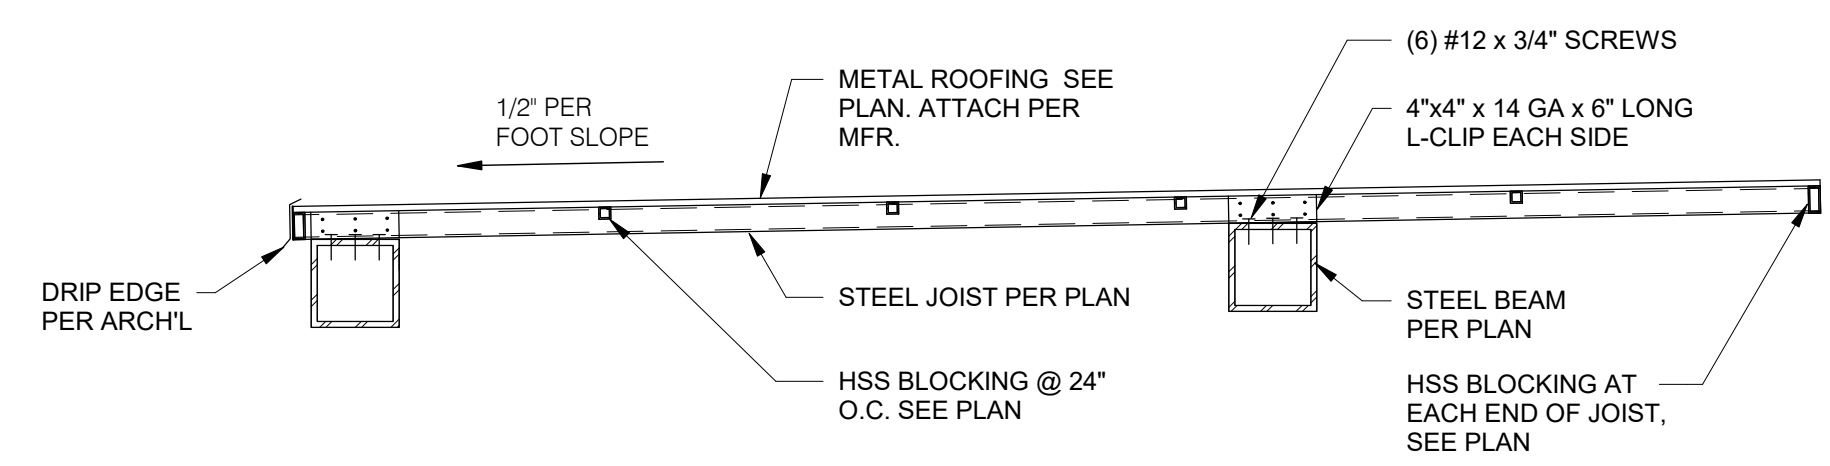 1/2" PER
FOOT SLOPE
METAL ROOFING  SEE
PLAN. ATTACH PER
MFR.
(6) #12 x 3/4" SCREWS
4"x4" x 14 GA x 6" LONG
L-CLIP EACH SIDE
DRIP EDGE
PER ARCH'L
STEEL JOIST PER PLAN
STEEL BEAM
PER PLAN
HSS BLOCKING @ 24"
O.C. SEE PLAN
HSS BLOCKING AT
EACH END OF JOIST,
SEE PLAN